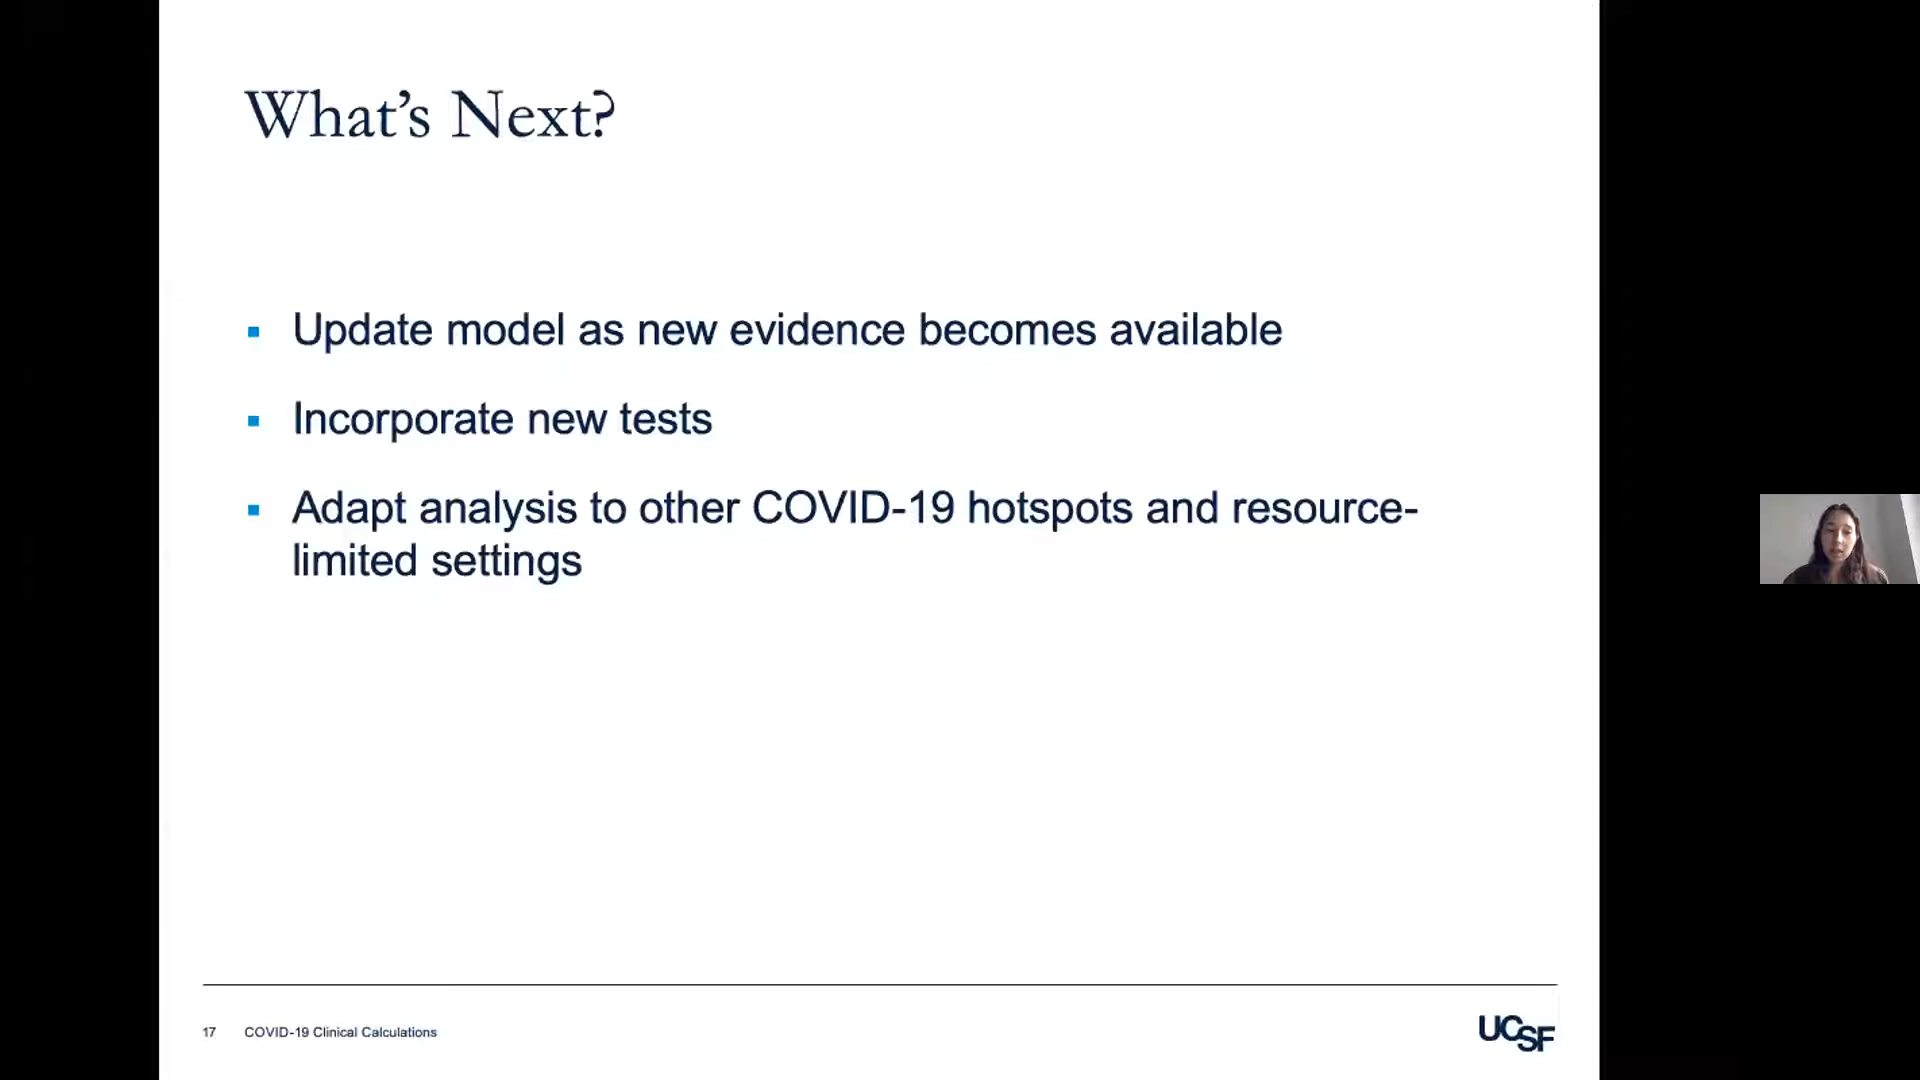 What’s Next?
▪ Update model as new evidence becomes available
▪ Incorporate new tests
▪ Adapt analysis to other COVID-19 hotspots and resource-
limited settings
17 COVID-19 Clinical Calculations
UCSF